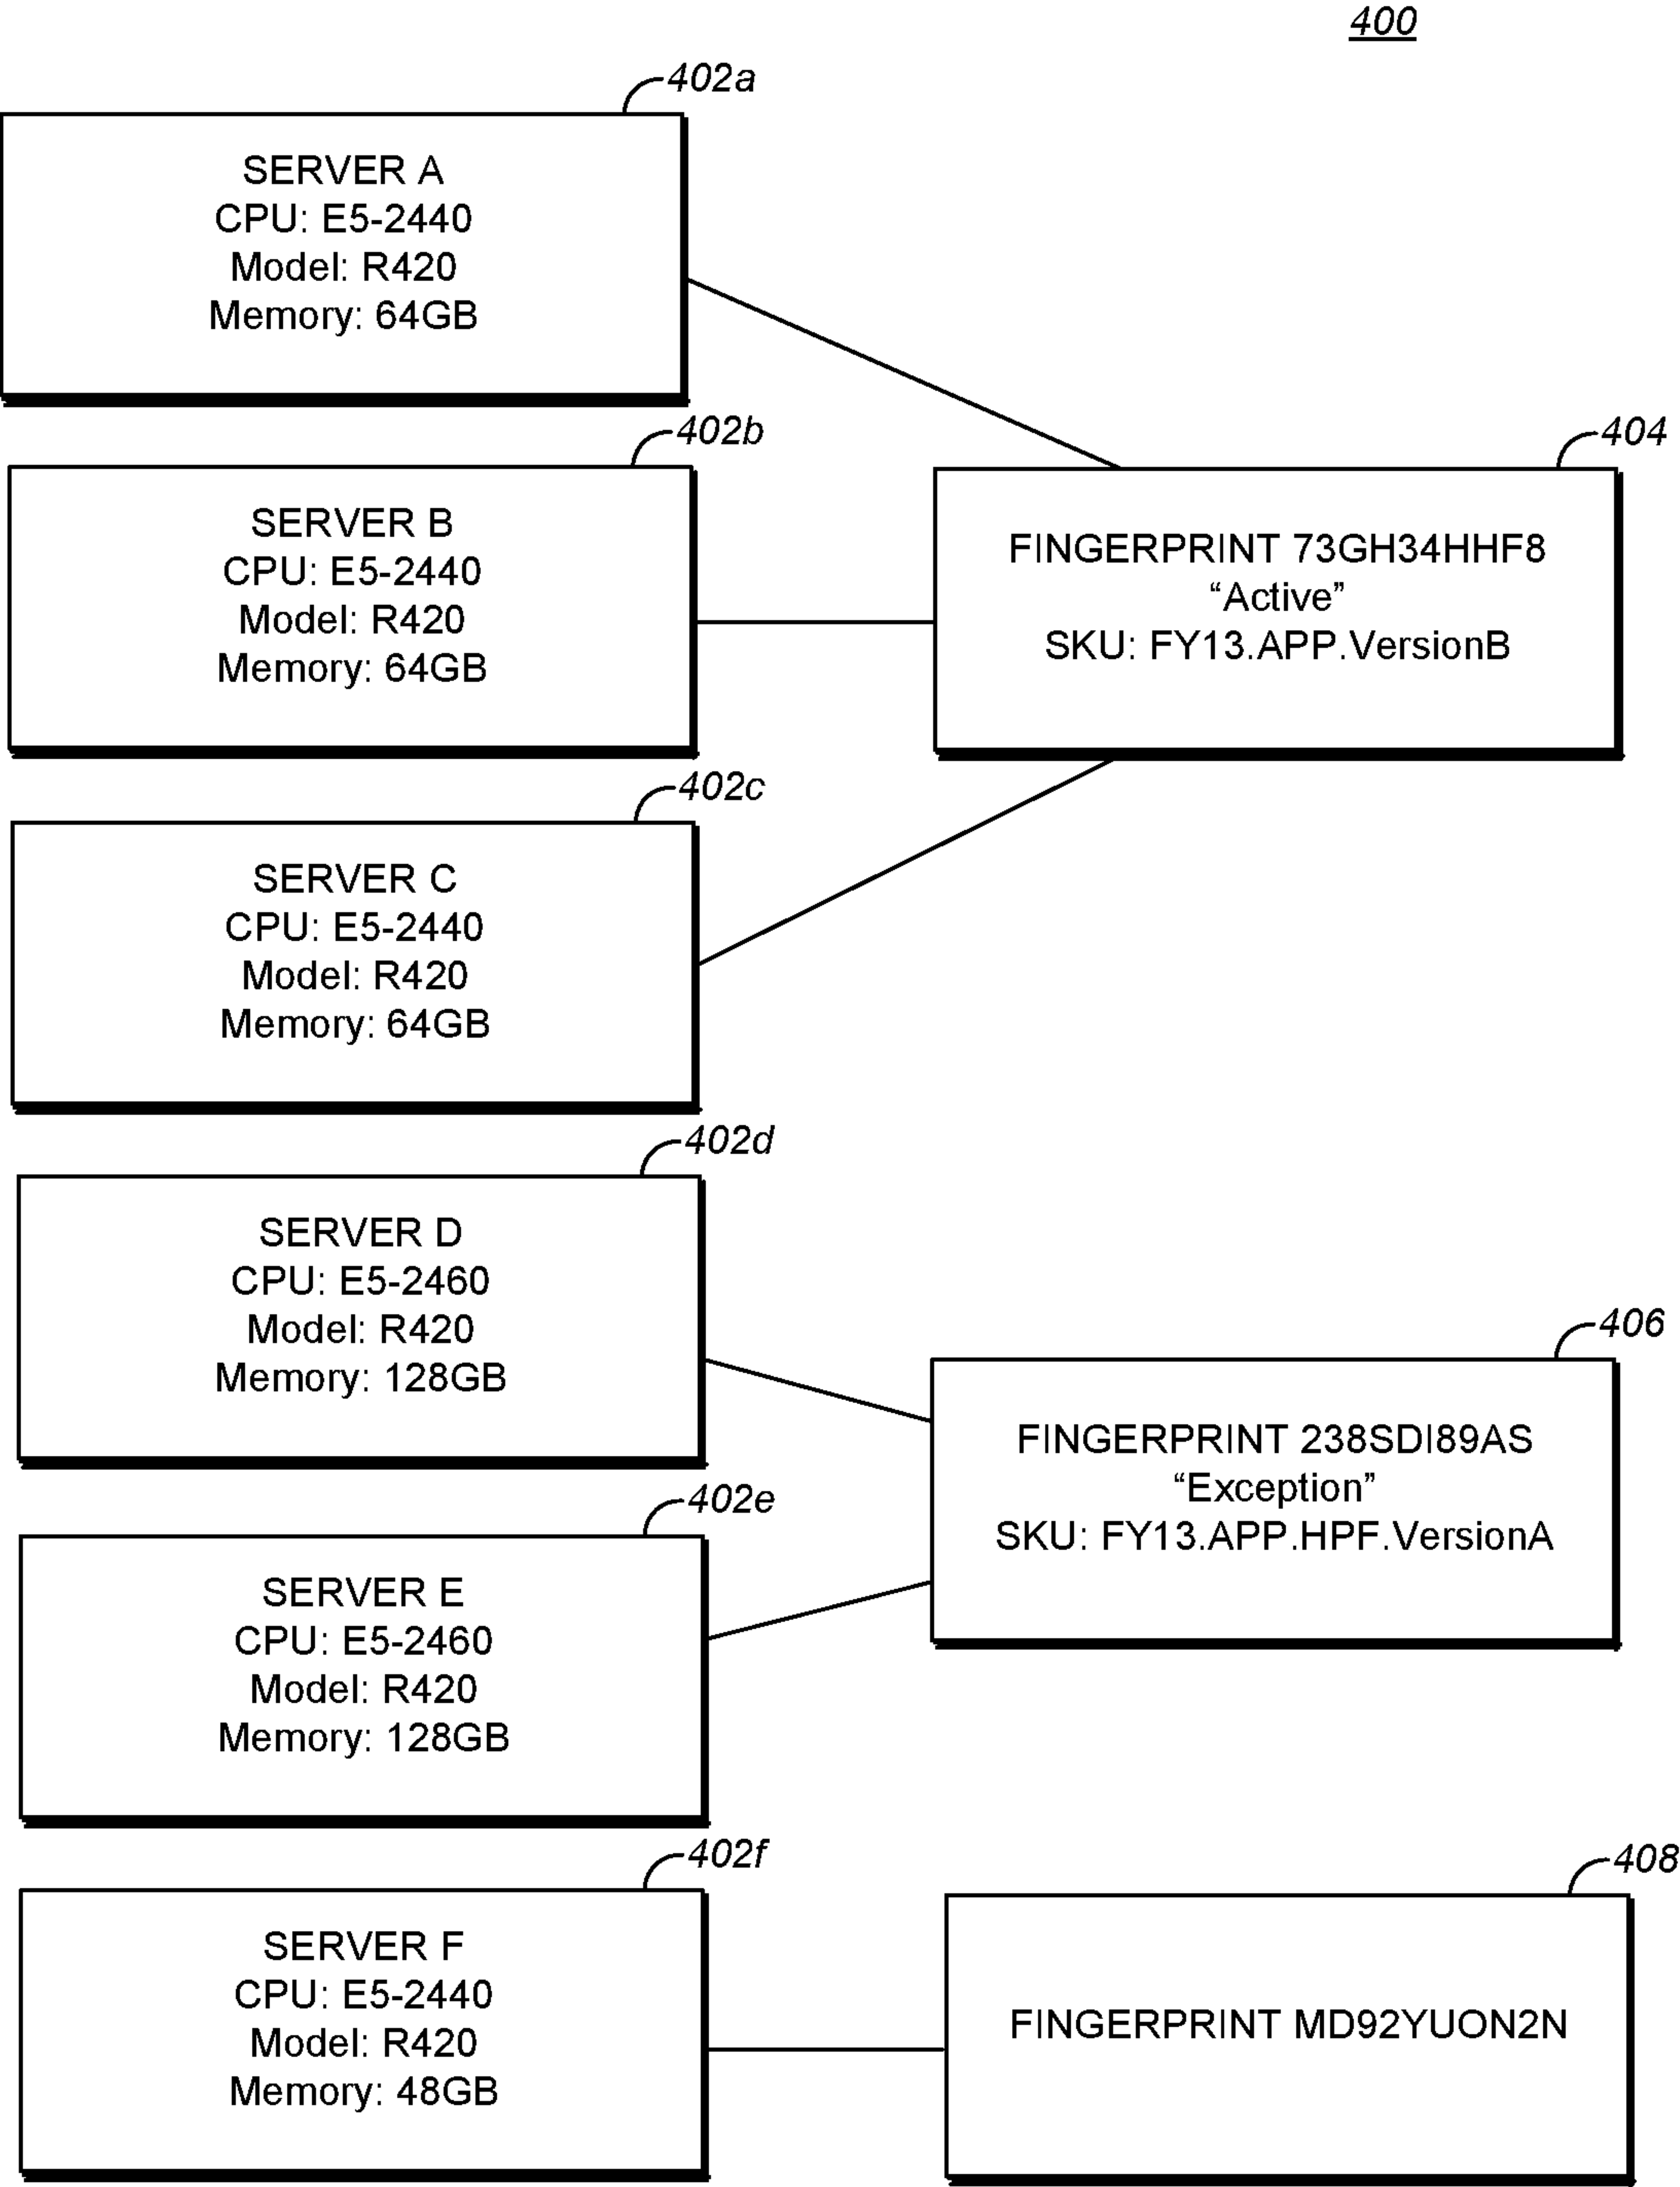 400
402a
SERVER A
CPU: E5-2440
Model: R420
Memory: 64GB
402b
SERVER B
CPU: E5-2440
Model: R420
Memory: 64GB
404
FINGERPRINT 73GH34HHF8
“Active”
SKU: FY13.APP.VersionB
402c
SERVER C
CPU: E5-2440
Model: R420
Memory: 64GB
402d
SERVER D
CPU: E5-2460
Model: R420
Memory: 128GB
406
FINGERPRINT 238SDI89AS
“Exception”
SKU: FY13.APP.HPF.VersionA
402e
SERVER E
CPU: E5-2460
Model: R420
Memory: 128GB
402f
SERVER F
CPU: E5-2440
Model: R420
Memory: 48GB
408
FINGERPRINT MD92YUON2N